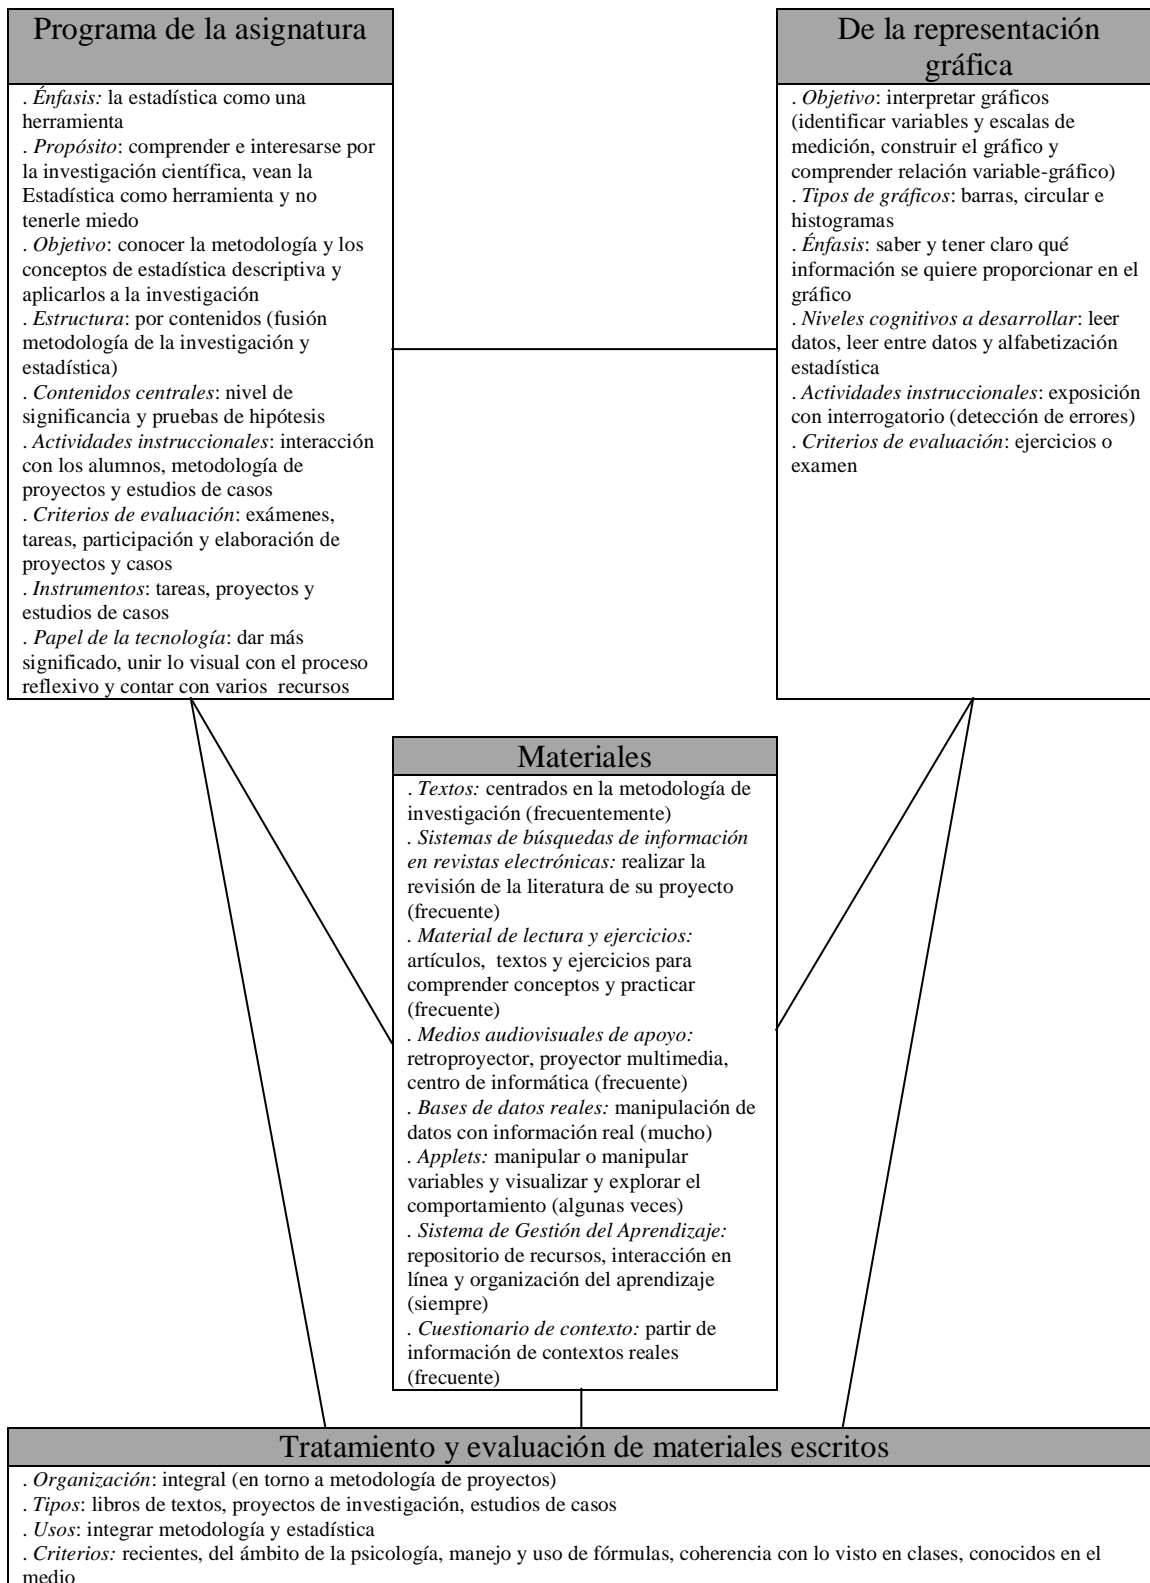 Programa de la asignatura
. Énfasis: la estadística como una
herramienta
. Propósito: comprender e interesarse por
la investigación científica, vean la
Estadística como herramienta y no
tenerle miedo
. Objetivo: conocer la metodología y los
conceptos de estadística descriptiva y
aplicarlos a la investigación
. Estructura: por contenidos (fusión
metodología de la investigación y
estadística)
. Contenidos centrales: nivel de
significancia y pruebas de hipótesis
. Actividades instruccionales: interacción
con los alumnos, metodología de
proyectos y estudios de casos
. Criterios de evaluación: exámenes,
tareas, participación y elaboración de
proyectos y casos
. Instrumentos: tareas, proyectos y
estudios de casos
. Papel de la tecnología: dar más
significado, unir lo visual con el proceso
reflexivo y contar con varios recursos
De la representación
gráfica
. Objetivo: interpretar gráficos
(identificar variables y escalas de
medición, construir el gráfico y
comprender relación variable-gráfico)
. Tipos de gráficos: barras, circular e
histogramas
. Énfasis: saber y tener claro qué
información se quiere proporcionar en el
gráfico
. Niveles cognitivos a desarrollar: leer
datos, leer entre datos y alfabetización
estadística
. Actividades instruccionales: exposición
con interrogatorio (detección de errores)
. Criterios de evaluación: ejercicios o
examen
Materiales
. Textos: centrados en la metodología de
investigación (frecuentemente)
. Sistemas de búsquedas de información
en revistas electrónicas: realizar la
revisión de la literatura de su proyecto
(frecuente)
. Material de lectura y ejercicios:
artículos, textos y ejercicios para
comprender conceptos y practicar
(frecuente)
. Medios audiovisuales de apoyo:
retroproyector, proyector multimedia,
centro de informática (frecuente)
. Bases de datos reales: manipulación de
datos con información real (mucho)
. Applets: manipular o manipular
variables y visualizar y explorar el
comportamiento (algunas veces)
. Sistema de Gestión del Aprendizaje:
repositorio de recursos, interacción en
línea y organización del aprendizaje
(siempre)
. Cuestionario de contexto: partir de
información de contextos reales
(frecuente)
Tratamiento y evaluación de materiales escritos
. Organización: integral (en torno a metodología de proyectos)
. Tipos: libros de textos, proyectos de investigación, estudios de casos
. Usos: integrar metodología y estadística
. Criterios: recientes, del ámbito de la psicología, manejo y uso de fórmulas, coherencia con lo visto en clases, conocidos en el
medio